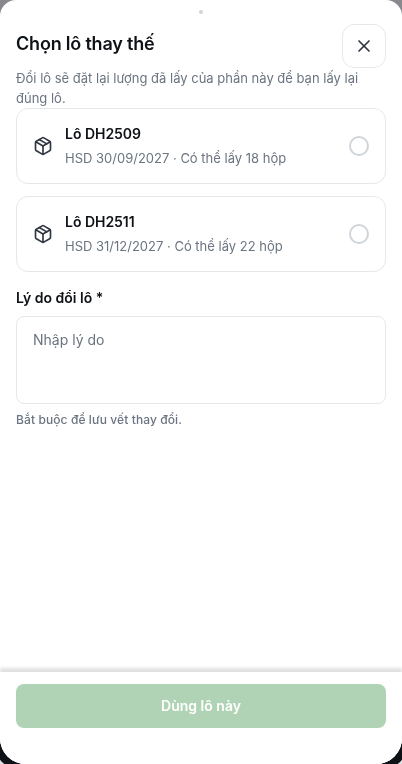 Chọn lô thay thế
Đổi lô sẽ đặt lại lượng đã lấy của phần này để bạn lấy lại
đúng lô.
Lô DH2509
HSD 30/09/2027 · Có thể lấy 18 hộp
Lô DH2511
HSD 31/12/2027 · Có thể lấy 22 hộp
Lý do đổi lô *
Nhập lý do
Bắt buộc để lưu vết thay đổi.
Dùng lô này